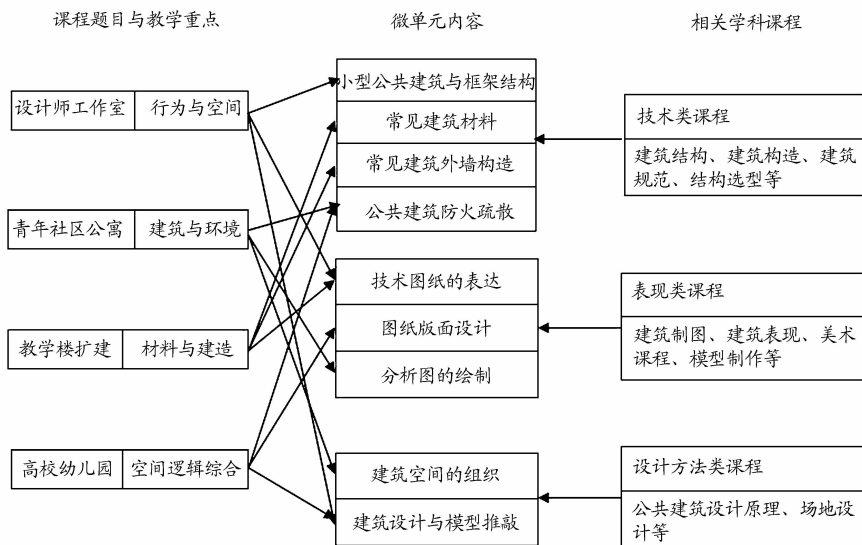 课程题目与教学重点
微单元内容
相关学科课程
设计师工作室
行为与空间
青年社区公寓
建筑与环境
教学楼扩建
材料与建造
高校幼儿园
空间逻辑综合
小型公共建筑与框架结构
常见建筑材料
常见建筑外墙构造
公共建筑防火疏散
技术图纸的表达
图纸版面设计
分析图的绘制
建筑空间的组织
建筑设计与模型推敲
技术类课程
建筑结构、建筑构造、建筑
规范、结构选型等
表现类课程
建筑制图、建筑表现、美术
课程、模型制作等
设计方法类课程
公共建筑设计原理、场地设
计等